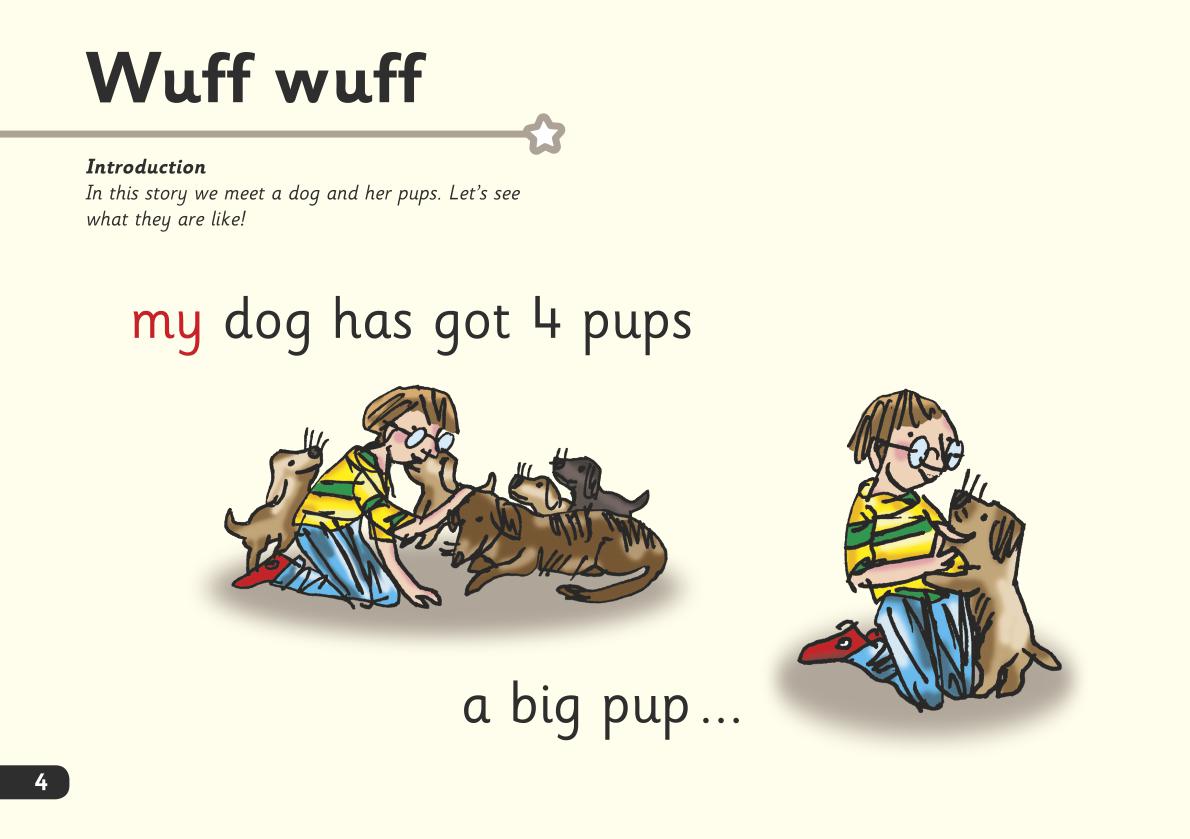 Wuff wuff
Introduction
In this story we meet a dog and her pups. Let’s see
what they are like!
my dog has got 4 pups
a big pup ...
4